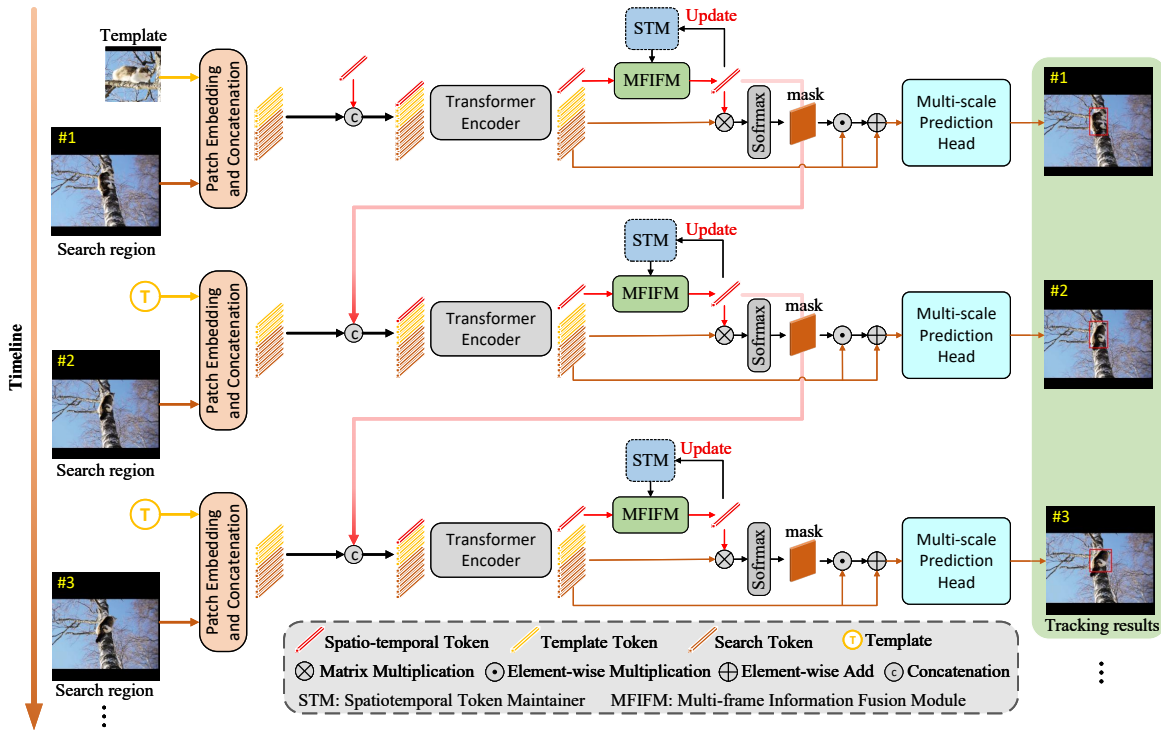 Timeline
Template
#1
Search region
Patch Embedding
and Concatenation
C
Transformer
Encoder
STM
Update
MFIFM
Sofrmax
mask
Multi-scale
Prediction
Head
#1
T
#2
Search region
Patch Embedding
and Concatenation
C
Transformer
Encoder
STM
Update
MFIFM
Sofrmax
mask
Multi-scale
Prediction
Head
#2
T
#3
Search region
Patch Embedding
and Concatenation
C
Transformer
Encoder
STM
Update
MFIFM
Sofrmax
mask
Multi-scale
Prediction
Head
#3
Tracking results
Spatio-temporal Token Template Token Search Token T Template
Matrix Multiplication Element-wise Multiplication Element-wise Add C Concatenation
STM: Spatiotemporal Token Maintainer MFIFM: Multi-frame Information Fusion Module